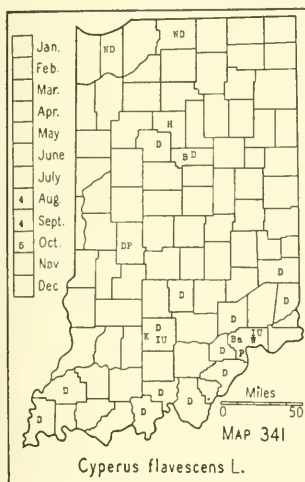 Jan.
Feb.
Mar.
Apr.
May
June
July
4 Aug.
4 Sept.
5 Oct.
Nov
Dec
ND ND
H
D
B D
DP
D
D D
D D IU
K IU Ba #
D P
D D
D D D D
Miles
0 50
MAP 341
Cyperus flavescens L.